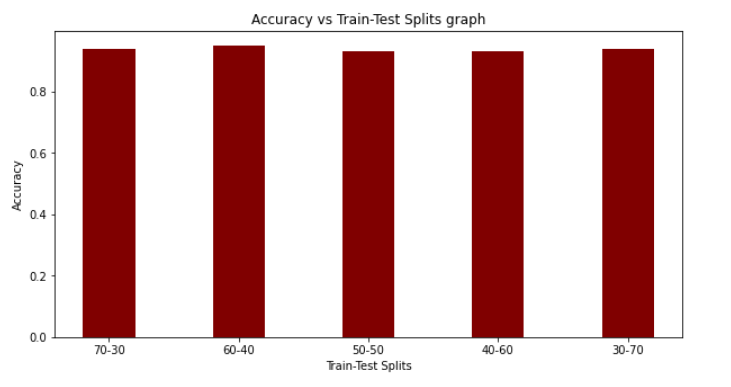 Accuracy vs Train-Test Splits graph
0.8
0.6
0.4
0.2
0.0
Accuracy
70-30 60-40 50-50 40-60 30-70
Train-Test Splits